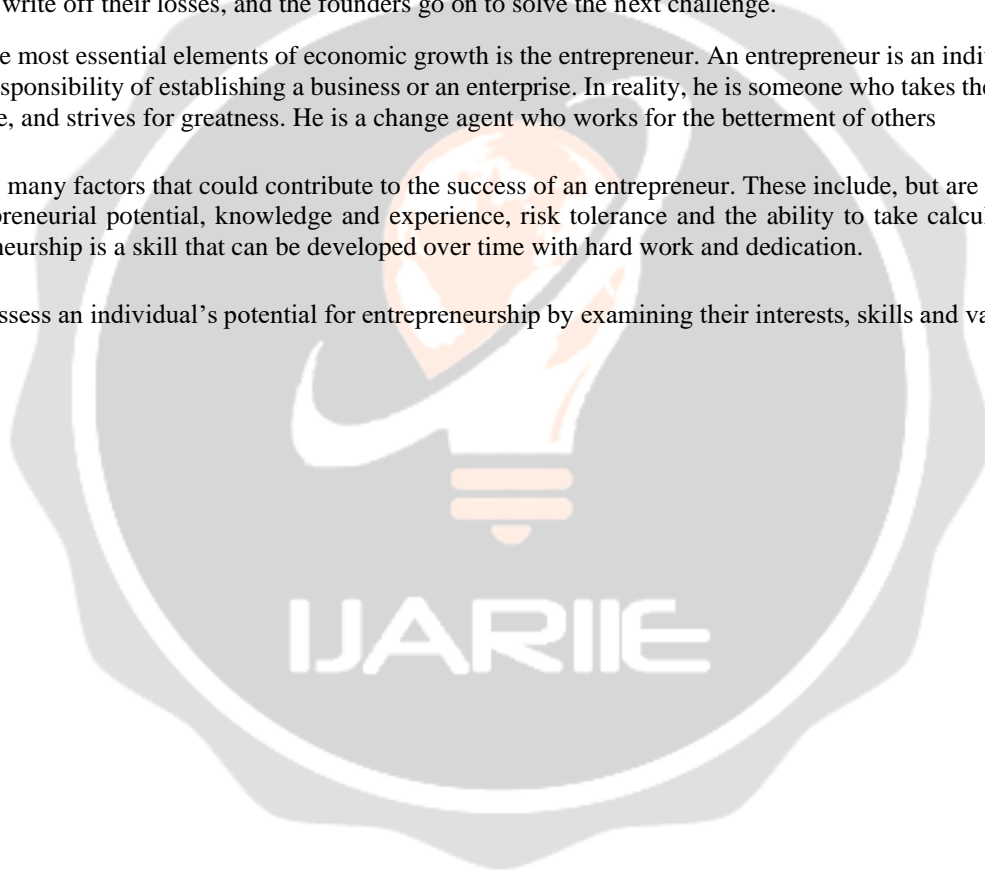 write off their losses, and the founders go on to solve the next challenge.
e most essential elements of economic growth is the entrepreneur. An entrepreneur is an indi
sponsibility of establishing a business or an enterprise. In reality, he is someone who takes the
e, and strives for greatness. He is a change agent who works for the betterment of others
many factors that could contribute to the success of an entrepreneur. These include, but are
preneurial potential, knowledge and experience, risk tolerance and the ability to take calcul
neurship is a skill that can be developed over time with hard work and dedication.
ssess an individual's potential for entrepreneurship by examining their interests, skills and va
IJARIIE